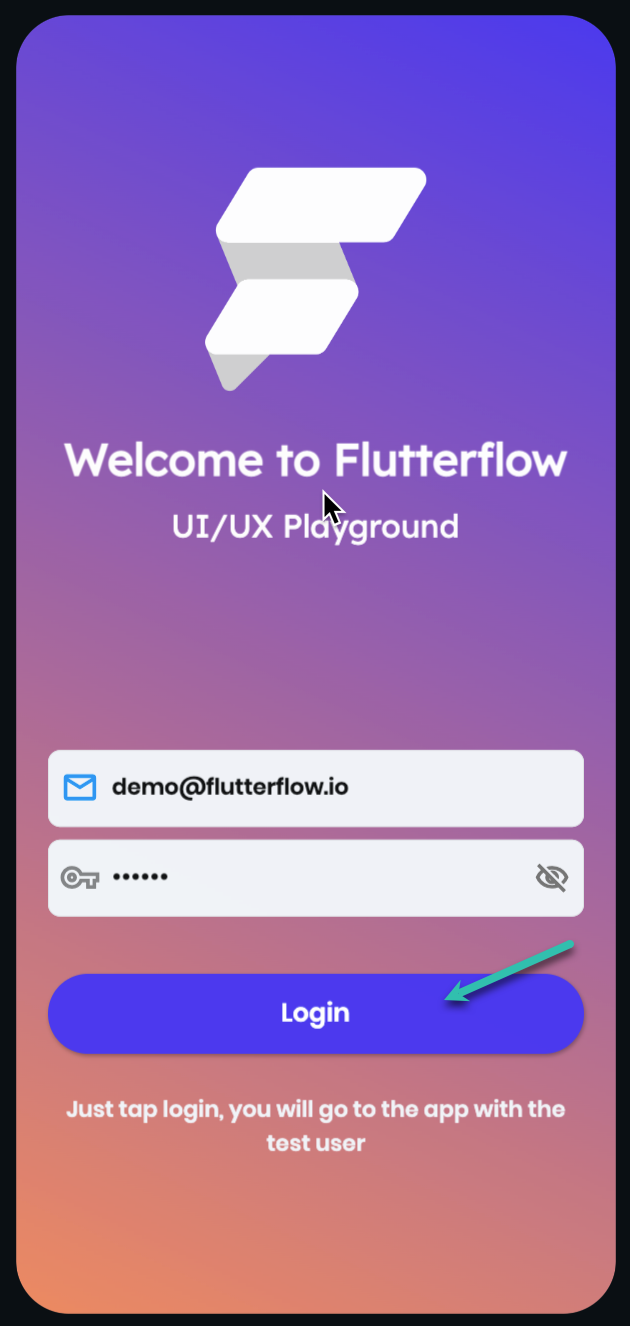 Welcome to Flutterflow
UI/UX Playground
demo@flutterflow.io
••••••
Login
Just tap login, you will go to the app with the
test user